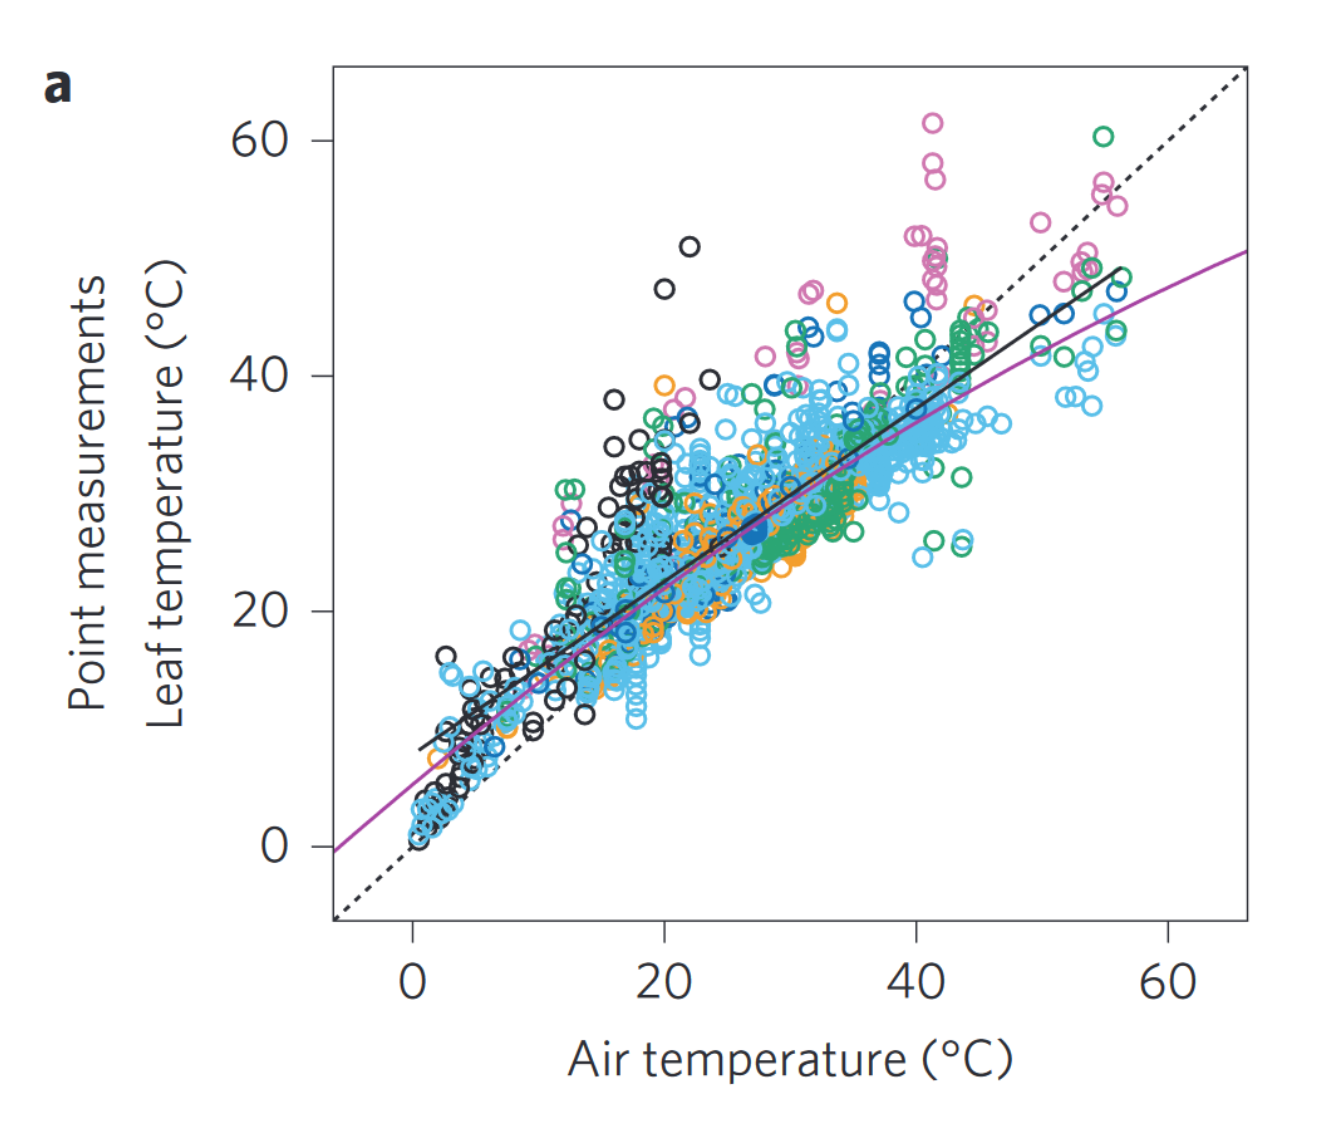 a
Point measurements
Leaf temperature (°C)
60
40
20
0
0 20 40 60
Air temperature (°C)